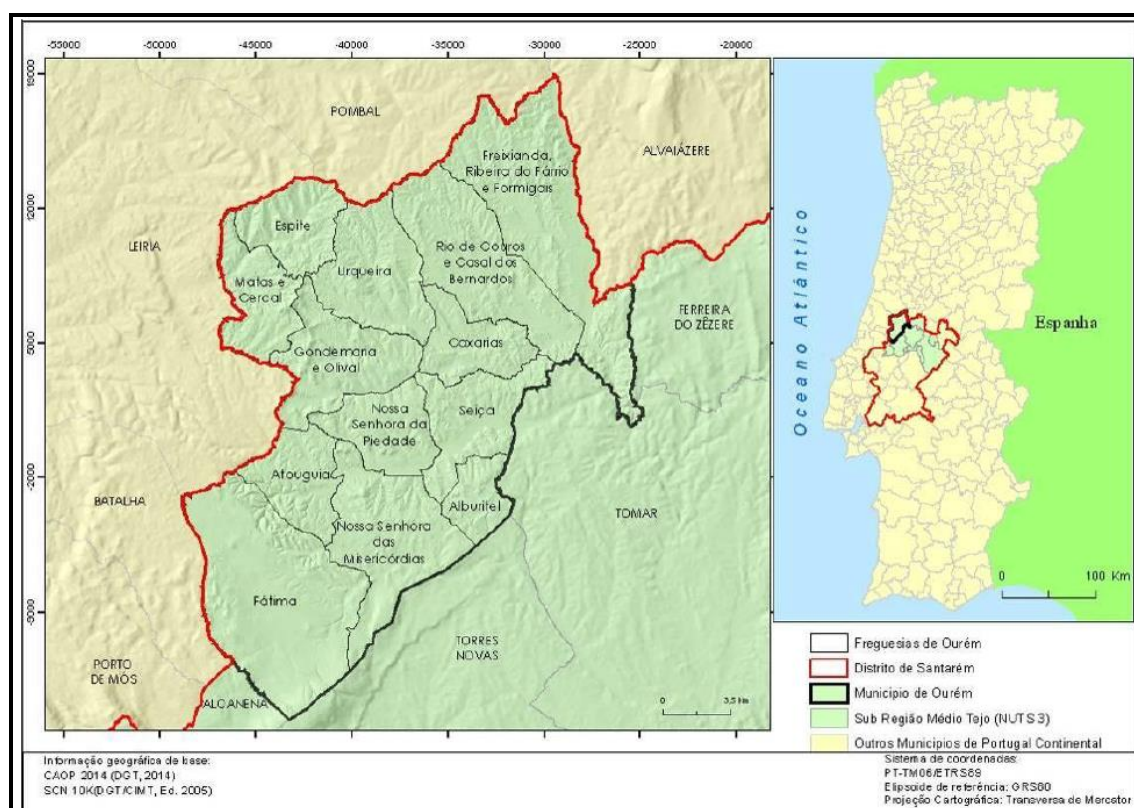 -55000 -50000 -45000 -40000 -35000 -30000 -25000 -20000
POMBAL
ALVAIÁZERE
Freixianda,
Ribeira do Fárrio
e Formigais
LEIRIA
Espite
Urqueira
Rio de Couros
e Casal dos
Bernardos
Matas e
Cercal
FERREIRA
DO ZÊZERE
Caxarias
Gondemaria
e Olival
Nossa
Senhora da
Piedade
Seiça
Atouguia
BATALHA
Alburitel
TOMAR
Nossa Senhora
das
Misericórdias
Fátima
TORRES
NOVAS
PORTO
DE MÓS
ALCANENA
0 3,5 km
Oceano Atlântico
Espanha
0 100 Km
Freguesias de Ourém
Distrito de Santarém
Municipio de Ourém
Sub Região Médio Tejo (NUTS 3)
Outros Municipios de Portugal Continental
Informação geográfica de base:
CAOP 2014 (DGT, 2014)
SCN 10K(DGT/CIMT, Ed. 2005)
Sistema de coordenadas:
PT-TM06/ETRS89
Elipsoide de referência: GRS80
Projeção Cartográfica: Transversa de Mercator